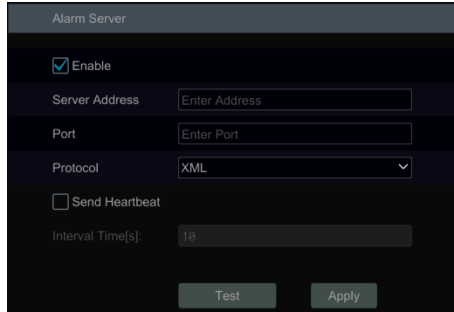 Alarm Server
Enable
Server Address Enter Address
Port Enter Port
Protocol XML
Send Heartbeat
Interval Time[s]: 10
Test Apply